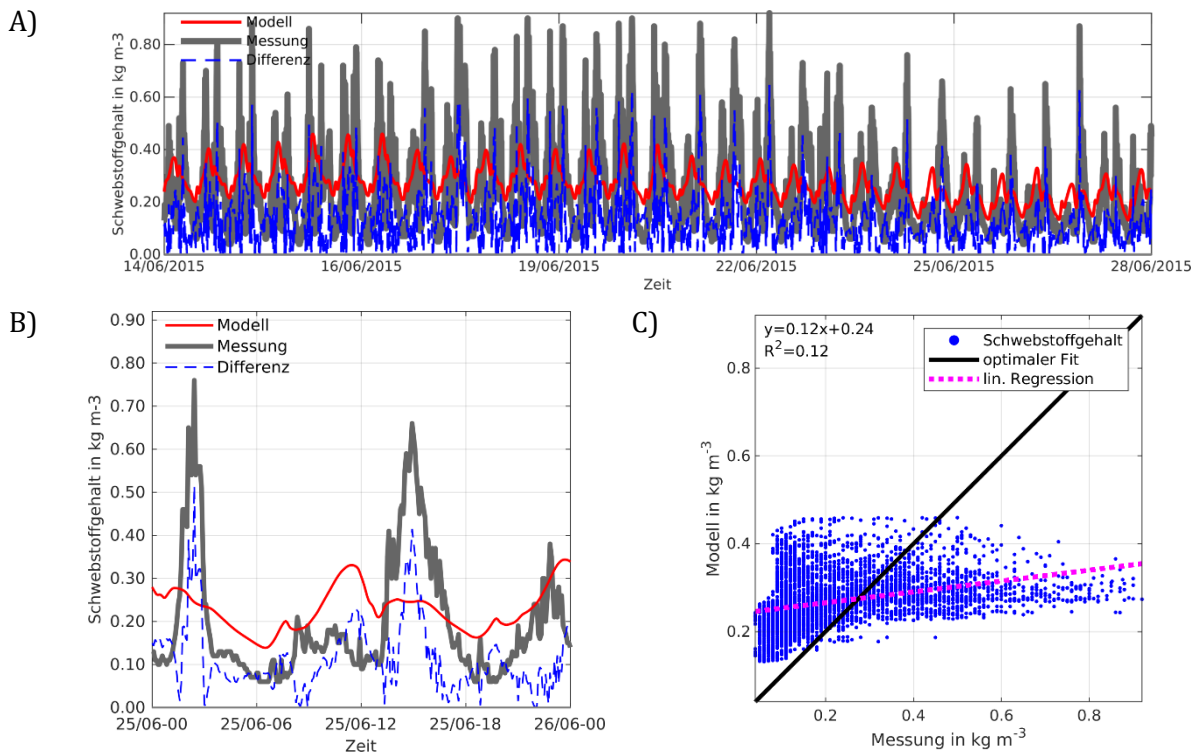 A)
Schwebstoffgehalt in kg m-3
0.80
0.60
0.40
0.20
0.00
Modell
Messung
Differenz
14/06/2015
16/06/2015
19/06/2015
22/06/2015
25/06/2015
28/06/2015
Zeit
B)
Schwebstoffgehalt in kg m-3
0.90
0.80
0.70
0.60
0.50
0.40
0.30
0.20
0.10
0.00
Modell
Messung
Differenz
25/06-00
25/06-06
25/06-12
25/06-18
26/06-00
Zeit
C)
y=0.12x+0.24
R²=0.12
Schwebstoffgehalt
optimaler Fit
lin. Regression
Modell in kg m⁻³
0.8
0.6
0.4
0.2
0.2
0.4
0.6
0.8
Messung in kg m⁻³